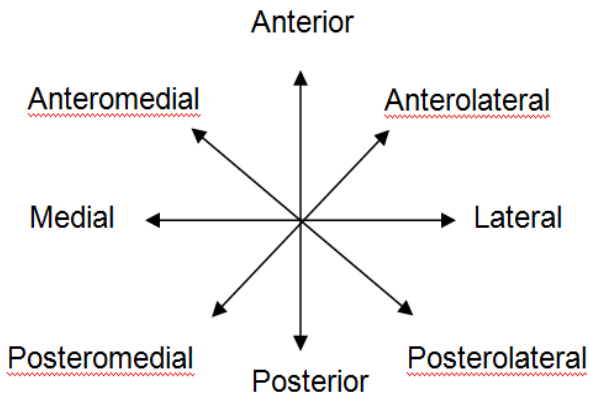 Anterior
Anteromedial
Anterolateral
Medial
Lateral
Posteromedial
Posterolateral
Posterior